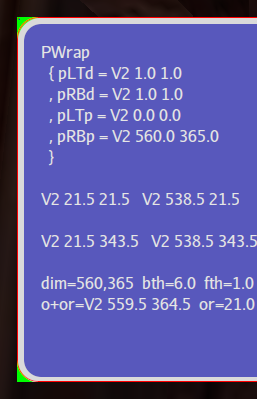 PWrap
{ pLTd = V2 1.0 1.0
, pRBd = V2 1.0 1.0
, pLTp = V2 0.0 0.0
, pRBp = V2 560.0 365.0
}
V2 21.5 21.5   V2 538.5 21.5
V2 21.5 343.5   V2 538.5 343.5
dim=560,365  bth=6.0  fth=1.0
o+or=V2 559.5 364.5  or=21.0